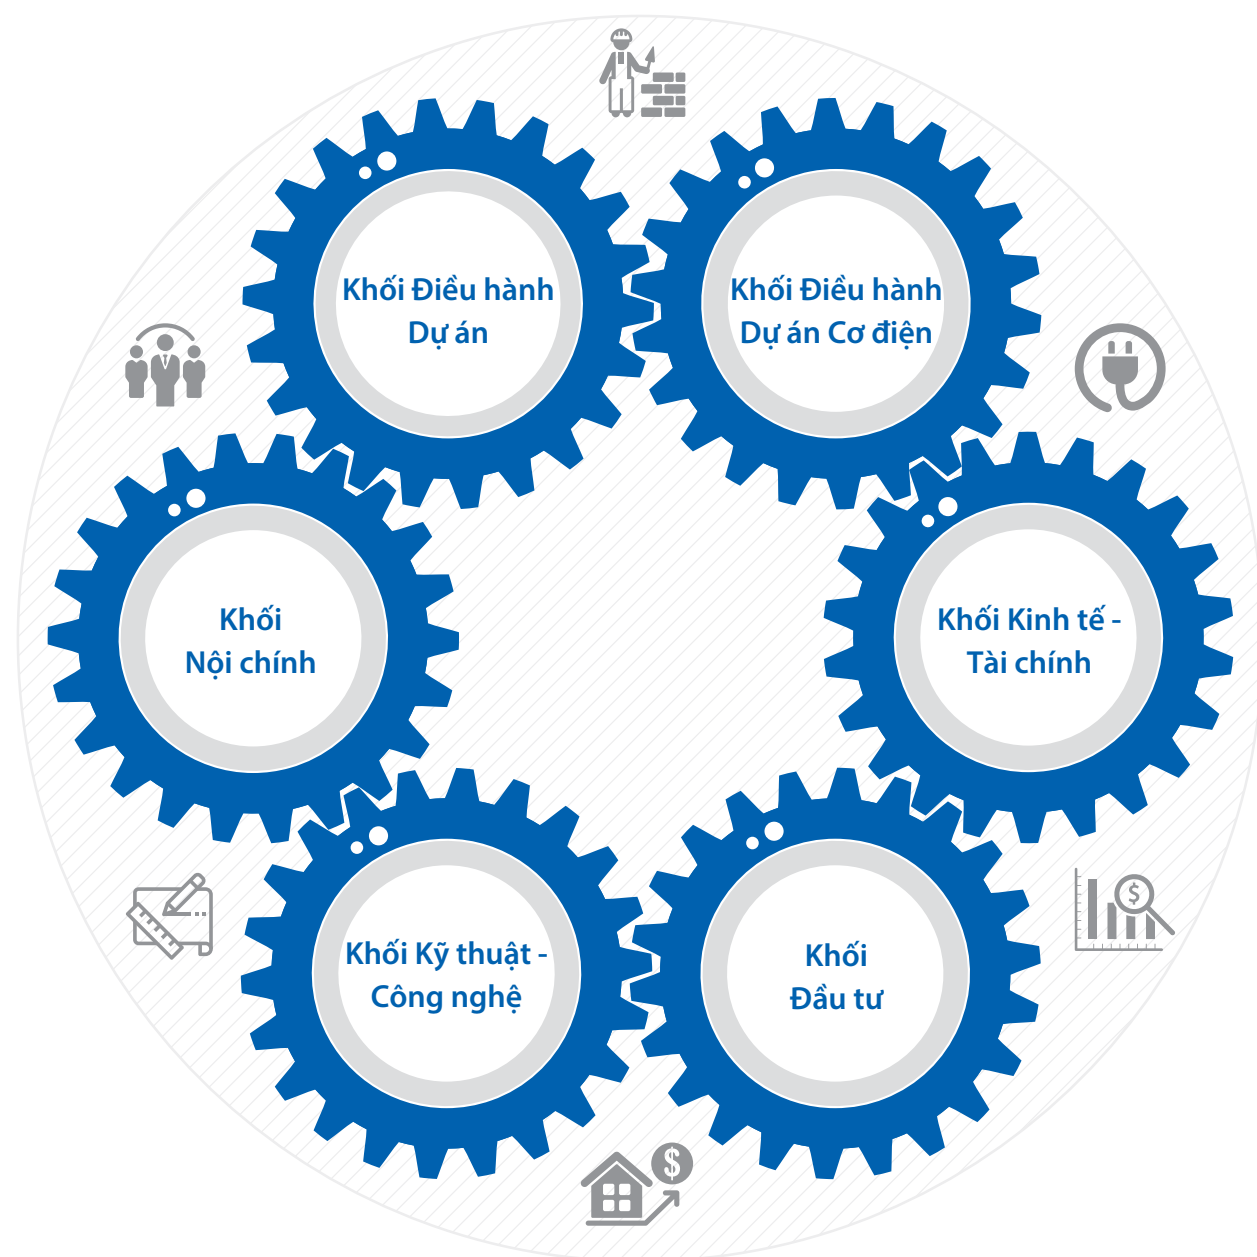 Khối Điều hành
Dự án
Khối Điều hành
Dự án Cơ điện
Khối
Nội chính
Khối Kinh tế -
Tài chính
Khối Kỹ thuật -
Công nghệ
Khối
Đầu tư
$
$